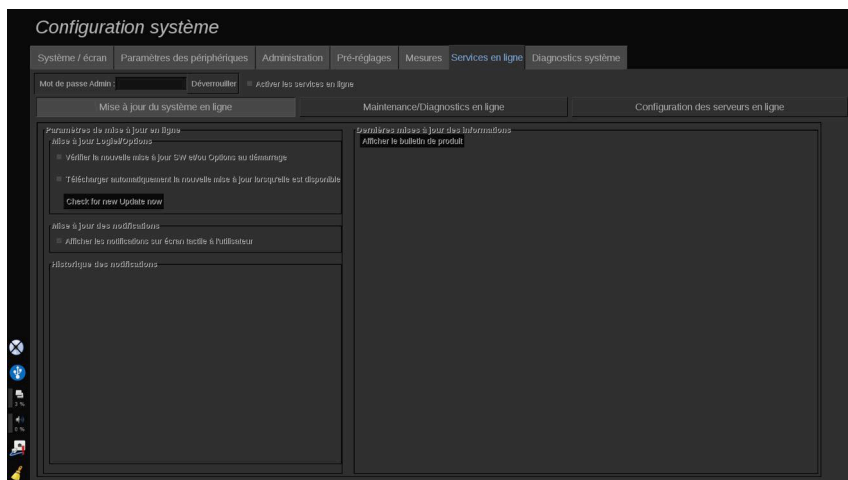 Configuration système
Système / écran Paramètres des périphériques Administration Pré-réglages Mesures Services en ligne Diagnostics système
Mot de passe Admin : Déverrouiller Activer les services en ligne
Mise à jour du système en ligne Maintenance/Diagnostics en ligne Configuration des serveurs en ligne
Paramètres de mise à jour en ligne
Mise à jour Logiel/Options
Vérifier la nouvelle mise à jour SW et/ou Options au démarrage
Télécharger automatiquement la nouvelle mise à jour lorsqu'elle est disponible
Check for new Update now
Mise à jour des notifications
Afficher les notifications sur écran tactile à l'utilisateur
Historique des notifications
Dernières mises à jour des informations
Afficher le bulletin de produit
3 %
6 %